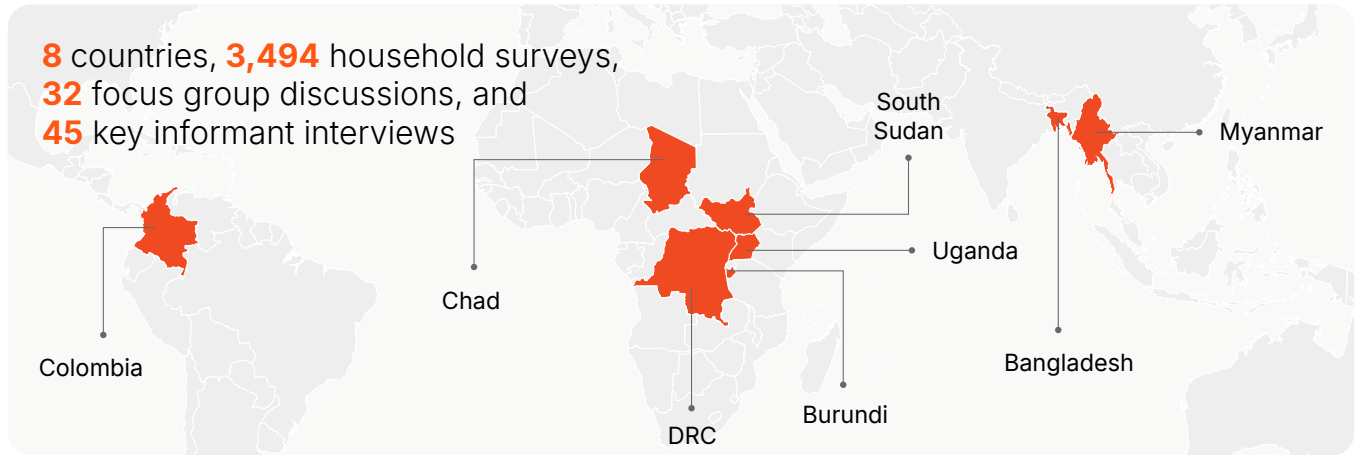 8 countries, 3,494 household surveys,
32 focus group discussions, and
45 key informant interviews
South
Sudan
Myanmar
Uganda
Chad
Colombia
Bangladesh
Burundi
DRC